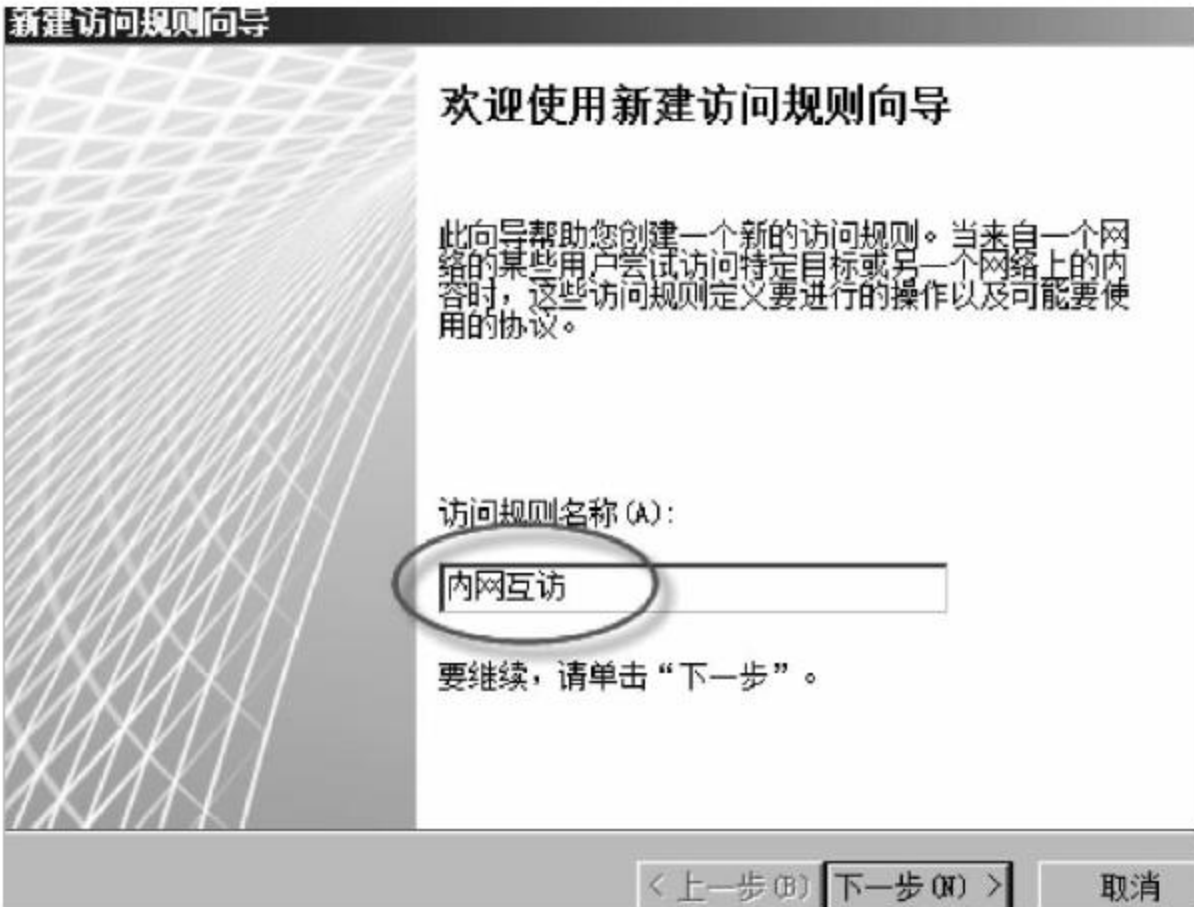 新建访问规则向导
欢迎使用新建访问规则向导
此向导帮助您创建一个新的访问规则。当来自一个网
络的某些用户尝试访问特定目标或另一个网络上的内
容时，这些访问规则定义要进行的操作以及可能要使
用的协议。
访问规则名称(A):
内网互访
要继续，请单击“下一步”。
< 上一步(B) 下一步(N) > 取消